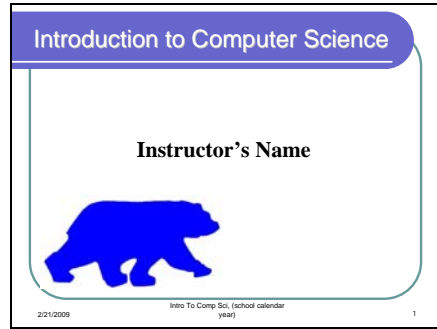 Introduction to Computer Science
Instructor's Name
2/21/2009
Intro To Comp Sci, (school calendar
year)
1